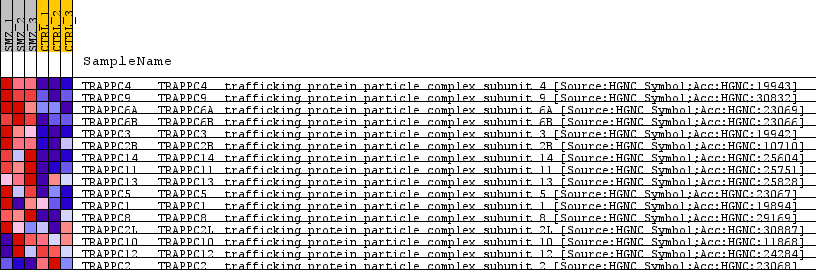 SMZ_1 SMZ_2 SMZ_3 CTRL_1 CTRL_2 CTRL_3
SampleName
TRAPPC4 TRAPPC4 trafficking protein particle complex subunit 4 [Source:HGNC Symbol;Acc:HGNC:19943]
TRAPPC9 TRAPPC9 trafficking protein particle complex subunit 9 [Source:HGNC Symbol;Acc:HGNC:30832]
TRAPPC6A TRAPPC6A trafficking protein particle complex subunit 6A [Source:HGNC Symbol;Acc:HGNC:23069]
TRAPPC6B TRAPPC6B trafficking protein particle complex subunit 6B [Source:HGNC Symbol;Acc:HGNC:23066]
TRAPPC3 TRAPPC3 trafficking protein particle complex subunit 3 [Source:HGNC Symbol;Acc:HGNC:19942]
TRAPPC2B TRAPPC2B trafficking protein particle complex subunit 2B [Source:HGNC Symbol;Acc:HGNC:10710]
TRAPPC14 TRAPPC14 trafficking protein particle complex subunit 14 [Source:HGNC Symbol;Acc:HGNC:25604]
TRAPPC11 TRAPPC11 trafficking protein particle complex subunit 11 [Source:HGNC Symbol;Acc:HGNC:25751]
TRAPPC13 TRAPPC13 trafficking protein particle complex subunit 13 [Source:HGNC Symbol;Acc:HGNC:25828]
TRAPPC5 TRAPPC5 trafficking protein particle complex subunit 5 [Source:HGNC Symbol;Acc:HGNC:23067]
TRAPPC1 TRAPPC1 trafficking protein particle complex subunit 1 [Source:HGNC Symbol;Acc:HGNC:19894]
TRAPPC8 TRAPPC8 trafficking protein particle complex subunit 8 [Source:HGNC Symbol;Acc:HGNC:29169]
TRAPPC2L TRAPPC2L trafficking protein particle complex subunit 2L [Source:HGNC Symbol;Acc:HGNC:30887]
TRAPPC10 TRAPPC10 trafficking protein particle complex subunit 10 [Source:HGNC Symbol;Acc:HGNC:11868]
TRAPPC12 TRAPPC12 trafficking protein particle complex subunit 12 [Source:HGNC Symbol;Acc:HGNC:24284]
TRAPPC2 TRAPPC2 trafficking protein particle complex subunit 2 [Source:HGNC Symbol;Acc:HGNC:23068]